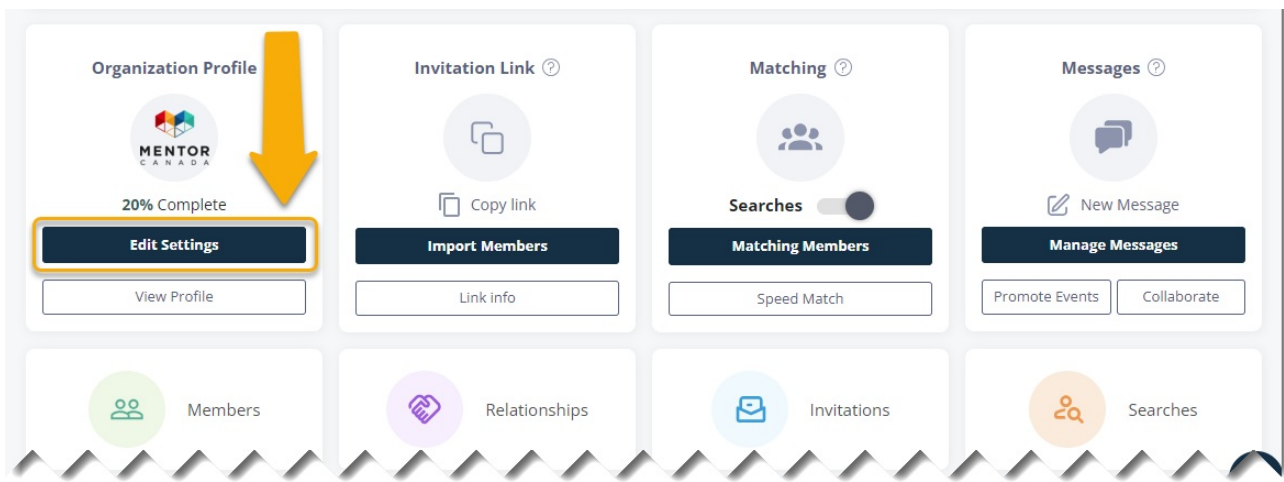 Organization Profile
MENTOR
CANADA
20% Complete
Edit Settings
View Profile
Invitation Link ?
Copy link
Import Members
Link info
Matching ?
Searches
Matching Members
Speed Match
Messages ?
New Message
Manage Messages
Promote Events Collaborate
Members
Relationships
Invitations
Searches